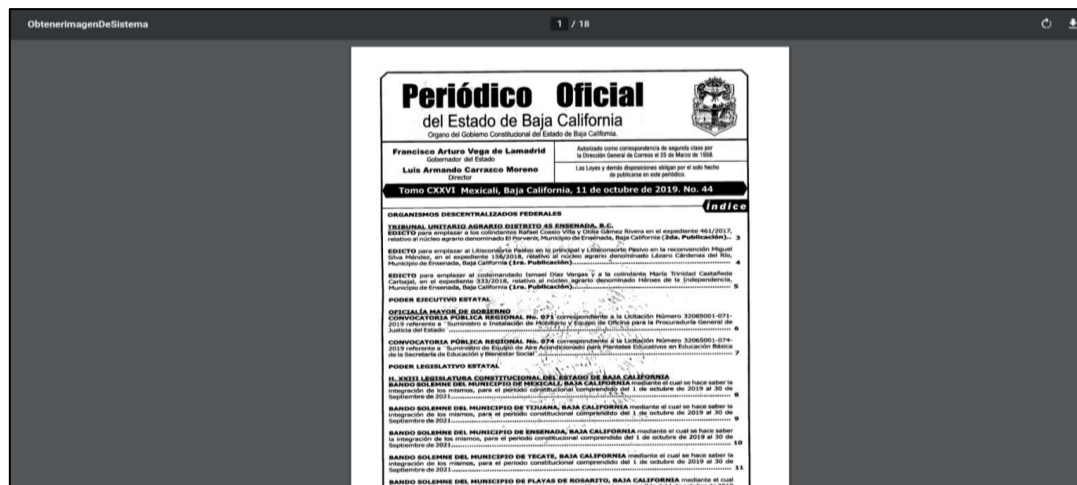 ObtenerimagenDeSistema
1 / 18
Periódico Oficial
del Estado de Baja California
Organo del Gobierno Constitucional del Estado de Baja California.
Francisco Arturo Vega de Lamadrid
Gobernador del Estado
Luis Armando Carrazco Moreno
Director
Autorizado como correspondencia de segunda clase por
la Dirección General de Correos el 25 de Marzo de 1958.
Las Leyes y demás disposiciones obligan por el solo hecho
de publicarse en este periódico.
Tomo CXXVI Mexicali, Baja California, 11 de octubre de 2019. No. 44
Índice
ORGANISMOS DESCENTRALIZADOS FEDERALES
TRIBUNAL UNITARIO AGRARIO DISTRITO 45 ENSENADA, B.C.
EDICTO para emplazar a los colindantes Rafael Cossio Villa y Otilia Gámez Rivera en el expediente 461/2017,
relativo al núcleo agrario denominado El Porvenir, Municipio de Ensenada, Baja California (2da. Publicación).. 3
EDICTO para emplazar al Litisconsorte Pasivo en lo principal y Litisconsorte Pasivo en la reconvención Miguel
Silva Méndez, en el expediente 156/2018, relativo al núcleo agrario denominado Lázaro Cárdenas del Río,
Municipio de Ensenada, Baja California (1ra. Publicación)..... 4
EDICTO para emplazar al codemandado Ismael Diaz Vergas y a la colindante María Trinidad Castañeda
Carbajal, en el expediente 333/2018, relativo al núcleo agrario denominado Héroes de la Independencia,
Municipio de Ensenada, Baja California (1ra. Publicación)..... 5
PODER EJECUTIVO ESTATAL
OFICIALÍA MAYOR DE GOBIERNO
CONVOCATORIA PÚBLICA REGIONAL No. 071 correspondiente a la Licitación Número 32065001-071-
2019 referente a "Suministro e Instalación de Mobiliario y Equipo de Oficina para la Procuraduría General de
Justicia del Estado"..... 6
CONVOCATORIA PÚBLICA REGIONAL No. 074 correspondiente a la Licitación Número 32065001-074-
2019 referente a "Suministro de Equipo de Aire Acondicionado para Planteles Educativos en Educación Básica
de la Secretaría de Educación y Bienestar Social"..... 7
PODER LEGISLATIVO ESTATAL
H. XXIII LEGISLATURA CONSTITUCIONAL DEL ESTADO DE BAJA CALIFORNIA
BANDO SOLEMNE DEL MUNICIPIO DE MEXICALI, BAJA CALIFORNIA mediante el cual se hace saber la
integración de los mismos, para el periodo constitucional comprendido del 1 de octubre de 2019 al 30 de
Septiembre de 2021..... 8
BANDO SOLEMNE DEL MUNICIPIO DE TIJUANA, BAJA CALIFORNIA mediante el cual se hace saber la
integración de los mismos, para el periodo constitucional comprendido del 1 de octubre de 2019 al 30 de
Septiembre de 2021..... 9
BANDO SOLEMNE DEL MUNICIPIO DE ENSENADA, BAJA CALIFORNIA mediante el cual se hace saber
la integración de los mismos, para el periodo constitucional comprendido del 1 de octubre de 2019 al 30 de
Septiembre de 2021..... 10
BANDO SOLEMNE DEL MUNICIPIO DE TECATE, BAJA CALIFORNIA mediante el cual se hace saber la
integración de los mismos, para el periodo constitucional comprendido del 1 de octubre de 2019 al 30 de
Septiembre de 2021..... 11
BANDO SOLEMNE DEL MUNICIPIO DE PLAYAS DE ROSARITO, BAJA CALIFORNIA mediante el cual